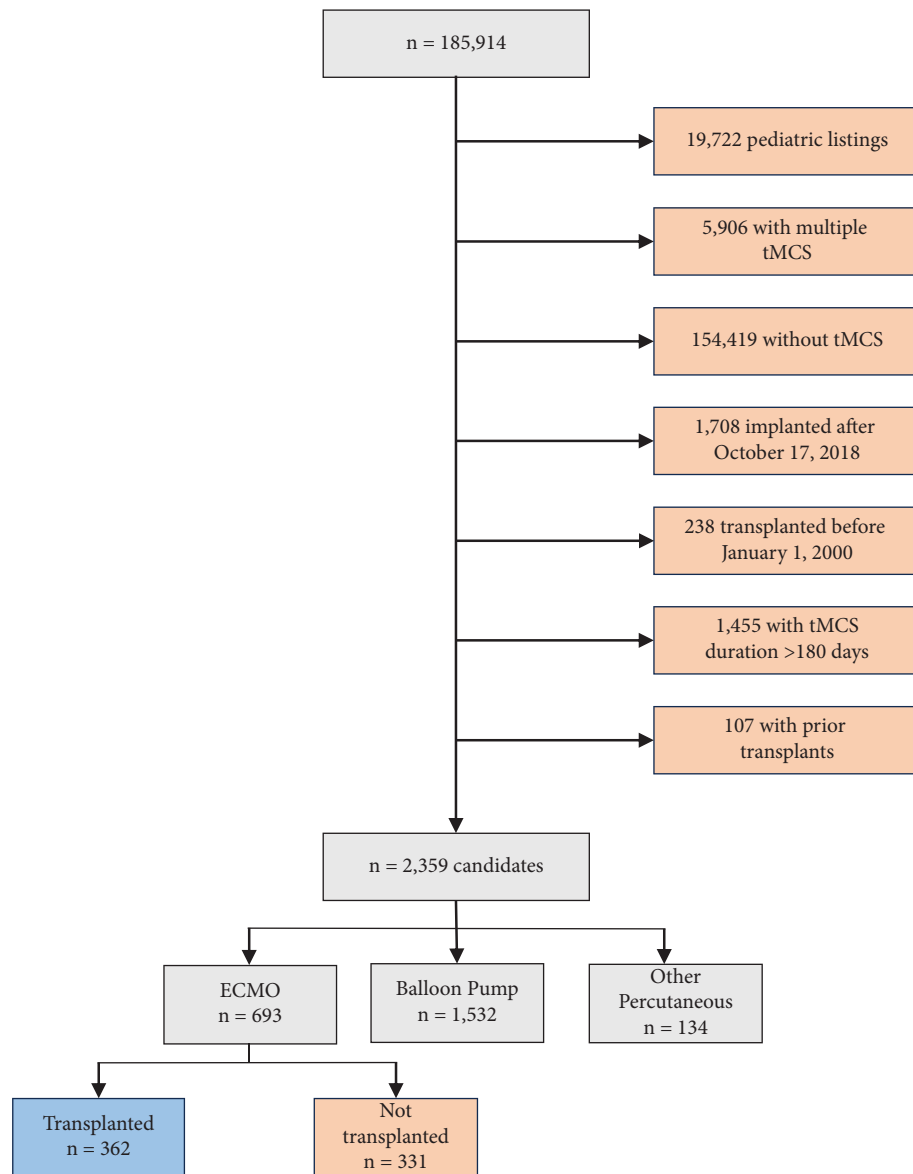 n = 185,914
19,722 pediatric listings
5,906 with multiple
tMCS
154,419 without tMCS
1,708 implanted after
October 17, 2018
238 transplanted before
January 1, 2000
1,455 with tMCS
duration >180 days
107 with prior
transplants
n = 2,359 candidates
ECMO
n = 693
Balloon Pump
n = 1,532
Other
Percutaneous
n = 134
Transplanted
n = 362
Not
transplanted
n = 331